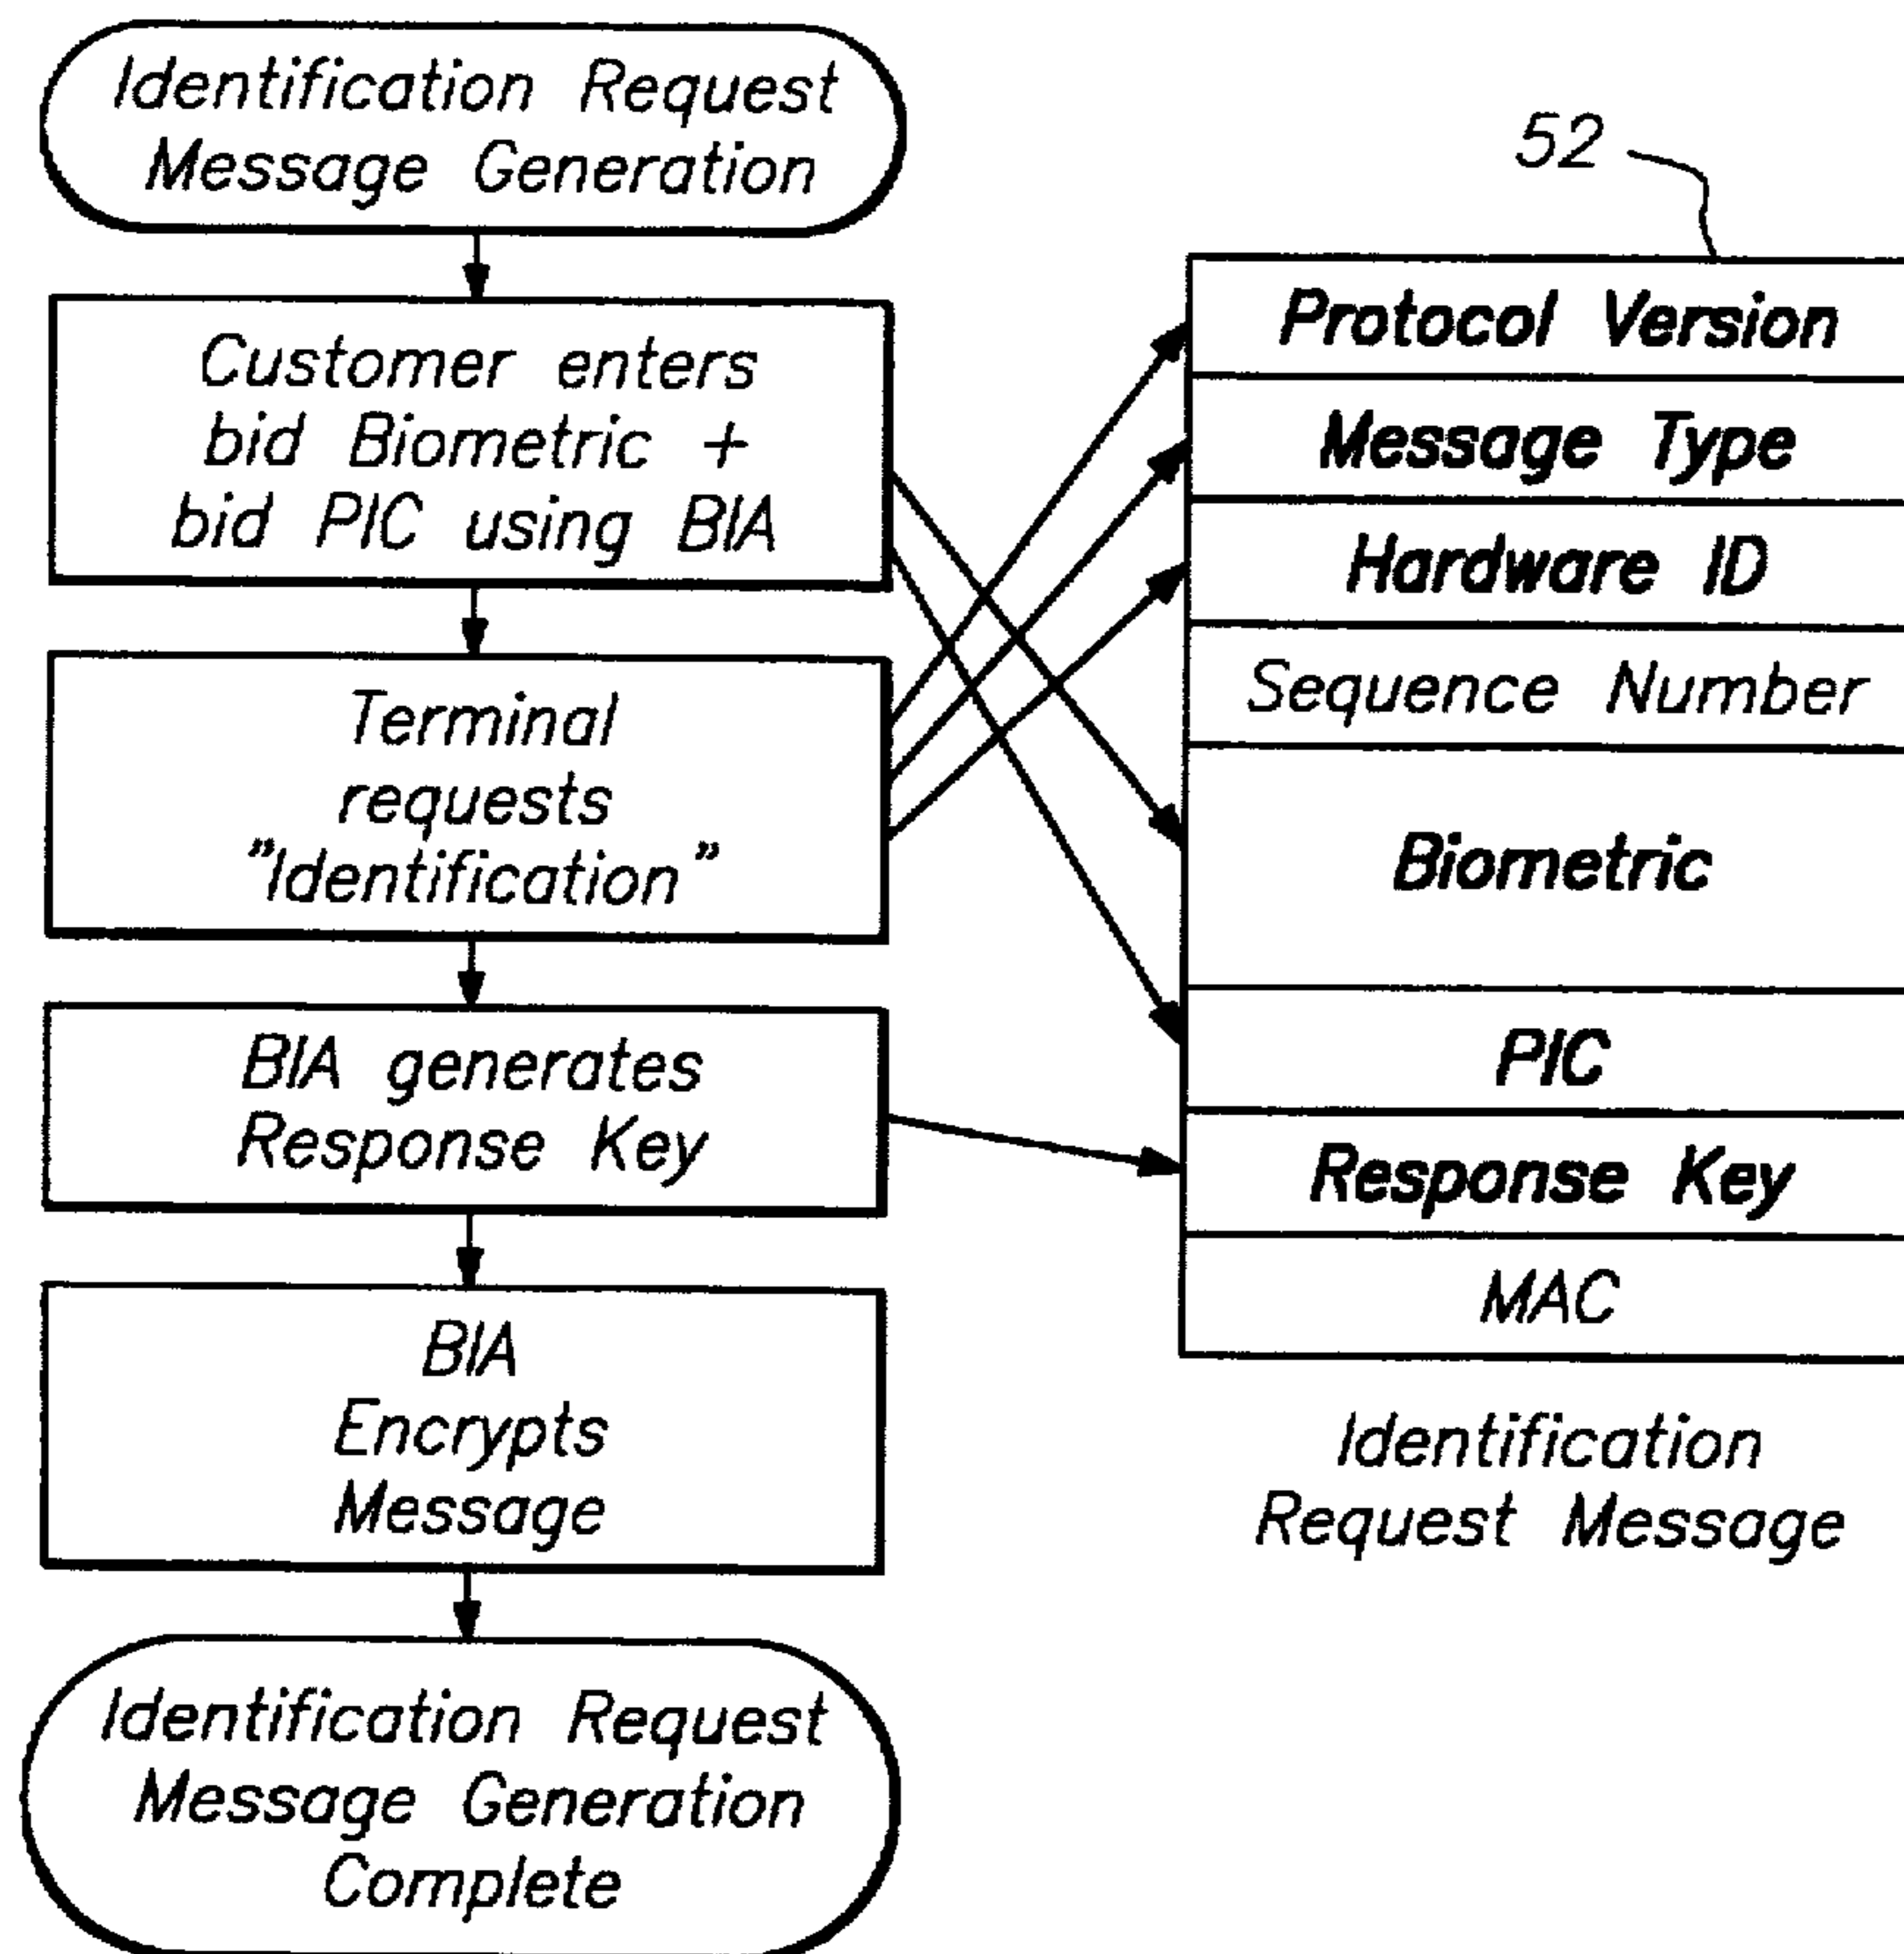 Identification Request
Message Generation
Customer enters
bid Biometric +
bid PIC using BIA
Terminal
requests
"Identification"
BIA generates
Response Key
BIA
Encrypts
Message
Identification Request
Message Generation
Complete
52
Protocol Version
Message Type
Hardware ID
Sequence Number
Biometric
PIC
Response Key
MAC
Identification
Request Message